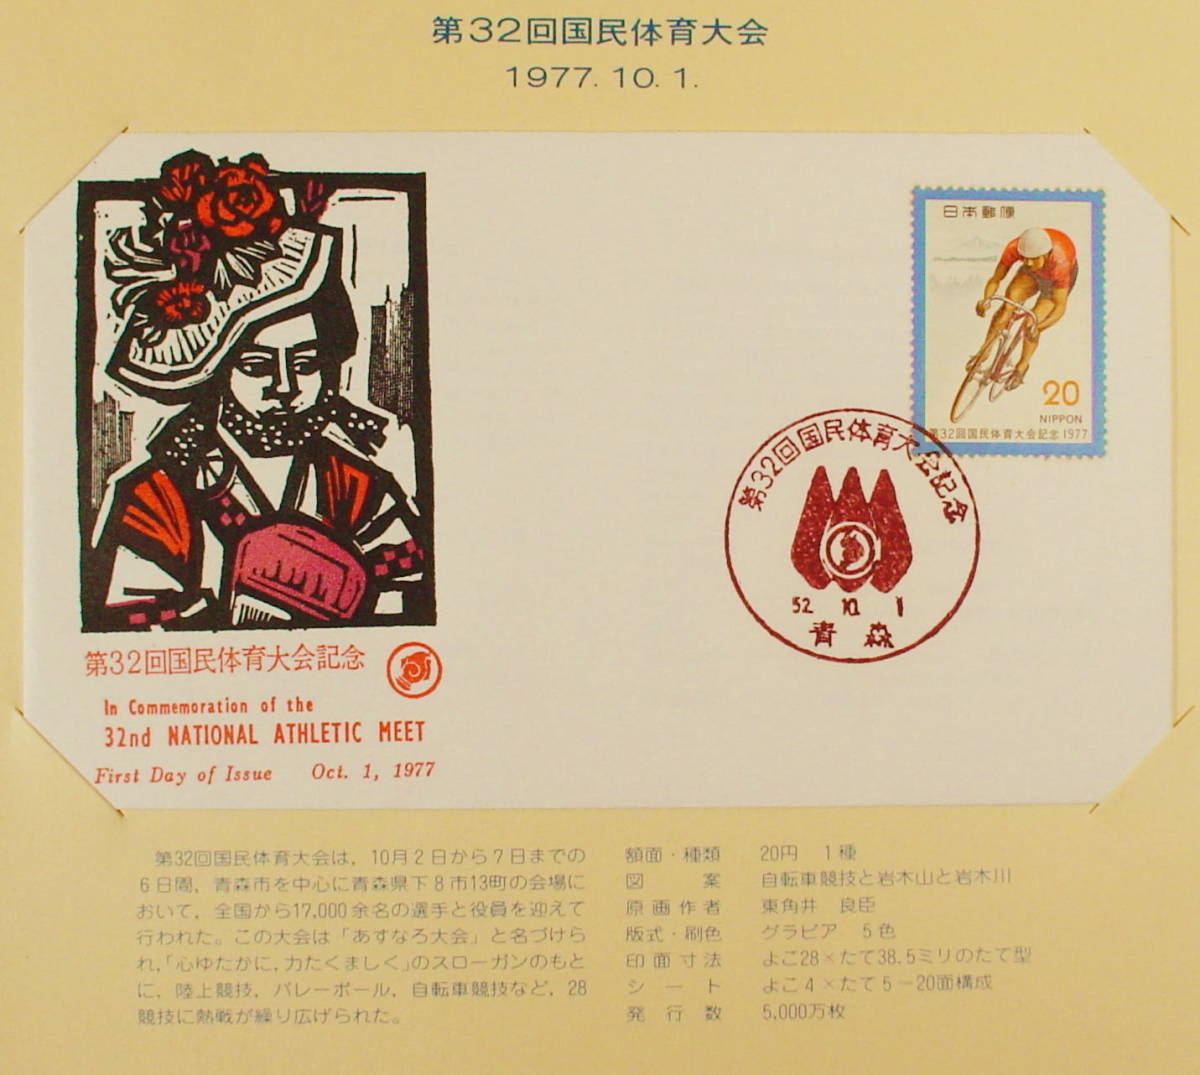 第32回国民体育大会
1977.10.1.
日本郵便
20
NIPPON
第32回国民体育大会記念1977
第32回国民体育大会記念
52 10 1
青森
第32回国民体育大会記念
In Commemoration of the
32nd NATIONAL ATHLETIC MEET
First Day of Issue Oct. 1, 1977
第32回国民体育大会は，10月2日から7日までの
6日間，青森市を中心に青森県下8市13町の会場に
おいて，全国から17,000余名の選手と役員を迎えて
行われた。この大会は「あすなろ大会」と名づけら
れ，「心ゆたかに，力たくましく」のスローガンのもと
に，陸上競技，バレーボール，自転車競技など，28
競技に熱戦が繰り広げられた。
額面・種類 20円 1種
図案 自転車競技と岩木山と岩木川
原画作者 東角井 良臣
版式・刷色 グラビア 5色
印面寸法 よこ28×たて38.5ミリのたて型
シート よこ4×たて5－20面構成
発行数 5,000万枚